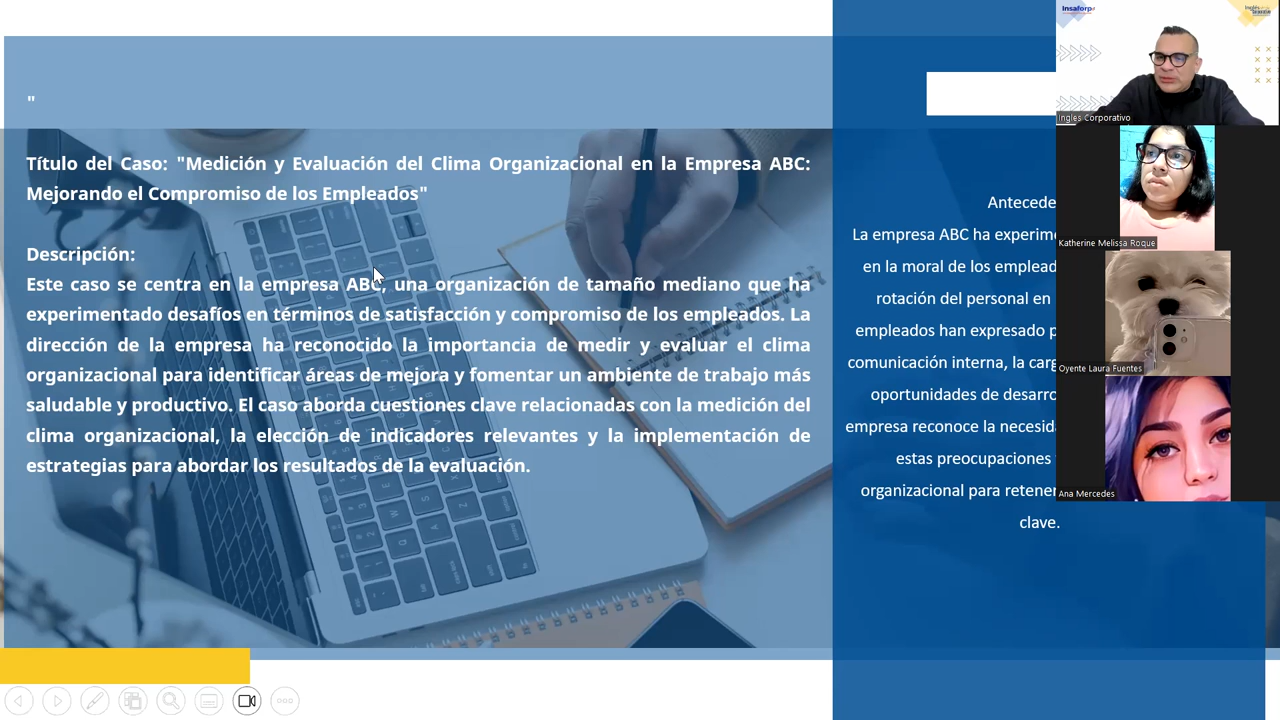 "
Título del Caso: "Medición y Evaluación del Clima Organizacional en la Empresa ABC:
Mejorando el Compromiso de los Empleados"
Descripción:
Este caso se centra en la empresa ABC, una organización de tamaño mediano que ha
experimentado desafíos en términos de satisfacción y compromiso de los empleados. La
dirección de la empresa ha reconocido la importancia de medir y evaluar el clima
organizacional para identificar áreas de mejora y fomentar un ambiente de trabajo más
saludable y productivo. El caso aborda cuestiones clave relacionadas con la medición del
clima organizacional, la elección de indicadores relevantes y la implementación de
estrategias para abordar los resultados de la evaluación.
Antecede
La empresa ABC ha experim
en la moral de los emplead
rotación del personal en
empleados han expresado p
comunicación interna, la car
oportunidades de desarro
empresa reconoce la necesid
estas preocupaciones
organizacional para retener
clave.
Insaforp
Ingles Corporativo
Katherine Melissa Roque
Oyente Laura Fuentes
Ana Mercedes